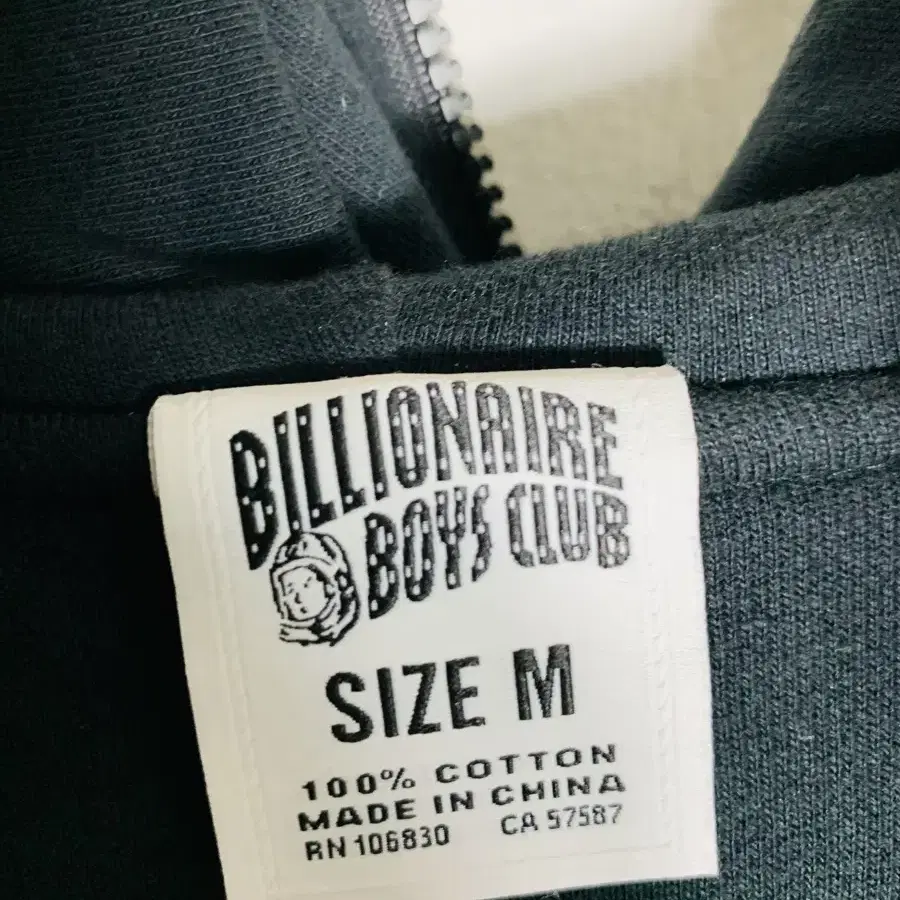 BILLIONAIRE
BOYS CLUB
SIZE M
100% COTTON
MADE IN CHINA
RN 106830 CA 57587